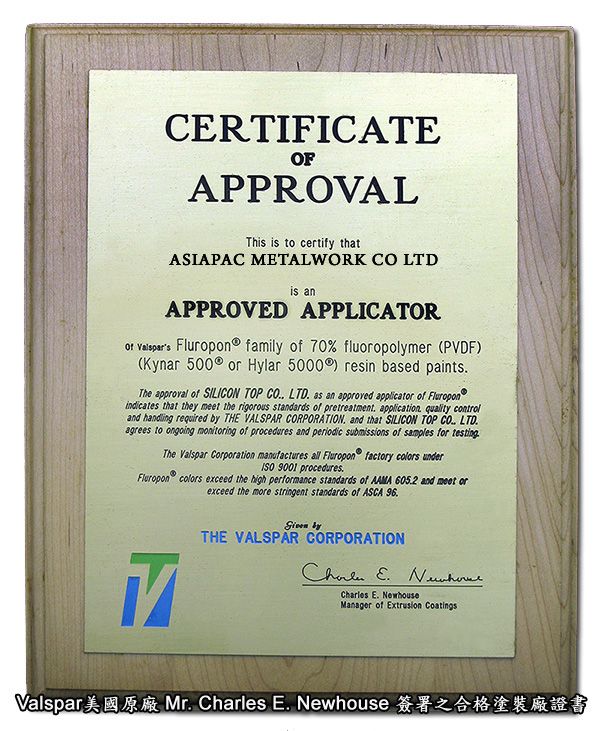 CERTIFICATE
OF
APPROVAL
This is to certify that
ASIAPAC METALWORK CO LTD
is an
APPROVED APPLICATOR
Of Valspar's Fluropon® family of 70% fluoropolymer (PVDF)
(Kynar 500® or Hylar 5000®) resin based paints.
The approval of SILICON TOP CO., LTD. as an approved applicator of Fluropon®
indicates that they meet the rigorous standards of pretreatment, application, quality control
and handling required by THE VALSPAR CORPORATION, and that SILICON TOP CO., LTD.
agrees to ongoing monitoring of procedures and periodic submissions of samples for testing.
The Valspar Corporation manufactures all Fluropon® factory colors under
ISO 9001 procedures.
Fluropon® colors exceed the high performance standards of AAMA 605.2 and meet or
exceed the more stringent standards of ASCA 96.
Given by
THE VALSPAR CORPORATION
Charles E. Newhouse
Charles E. Newhouse
Manager of Extrusion Coatings
Valspar美國原廠 Mr. Charles E. Newhouse 簽署之合格塗裝廠證書